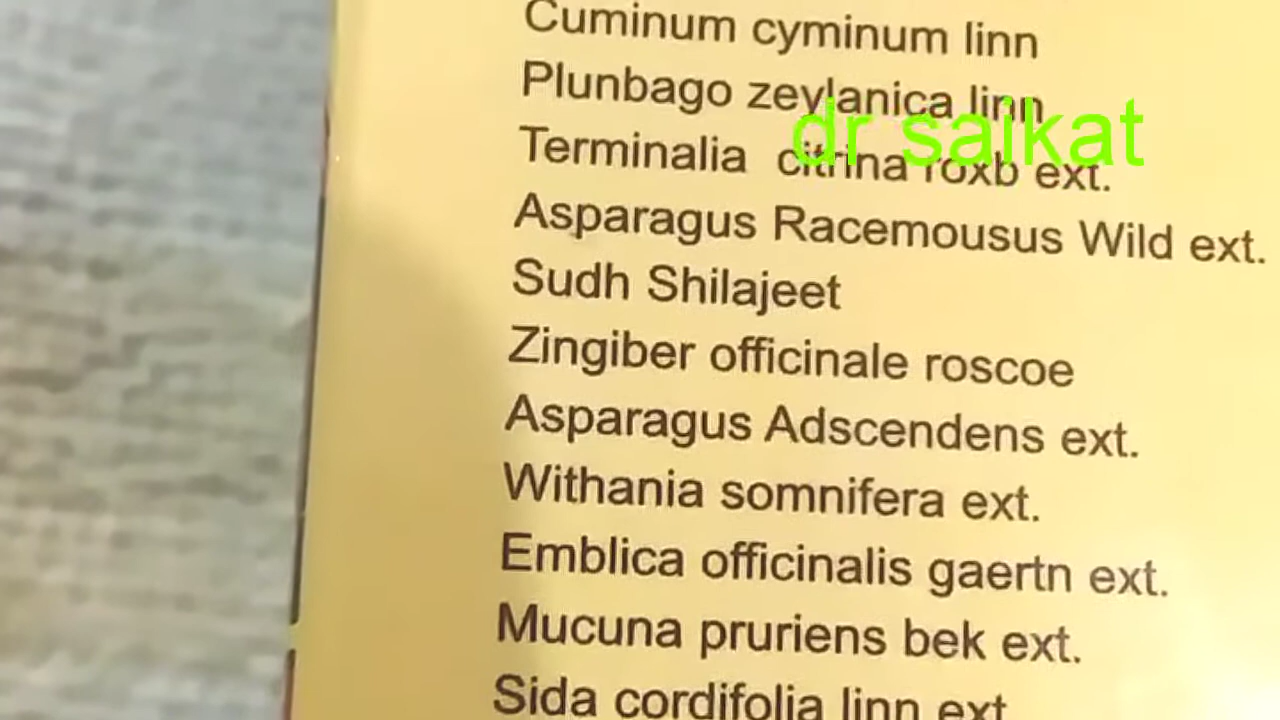 Cuminum cyminum linn
Plunbago zeylanica linn
dr saikat
Terminalia citrina roxb ext.
Asparagus Racemousus Wild ext.
Sudh Shilajeet
Zingiber officinale roscoe
Asparagus Adscendens ext.
Withania somnifera ext.
Emblica officinalis gaertn ext.
Mucuna pruriens bek ext.
Sida cordifolia linn ext